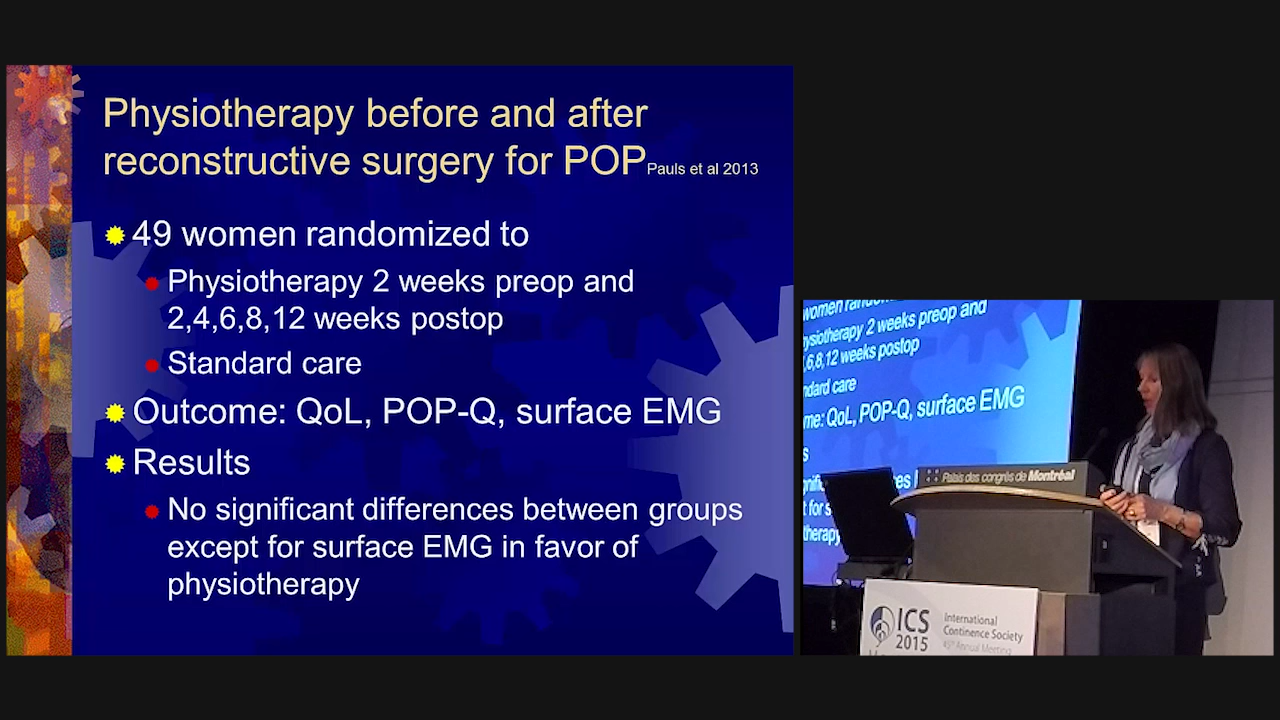 Physiotherapy before and after
reconstructive surgery for POP Pauls et al 2013
49 women randomized to
Physiotherapy 2 weeks preop and
2,4,6,8,12 weeks postop
Standard care
Outcome: QoL, POP-Q, surface EMG
Results
No significant differences between groups
except for surface EMG in favor of
physiotherapy
women
ysiotherapy 2 weeks preop and
,6,8,12 weeks postop
ndard care
me: QoL, POP-Q, surface EMG
s
t for s
therapy
Palais des congrès de Montréal
ICS
2015
International
Continence Society
45th Annual Meeting